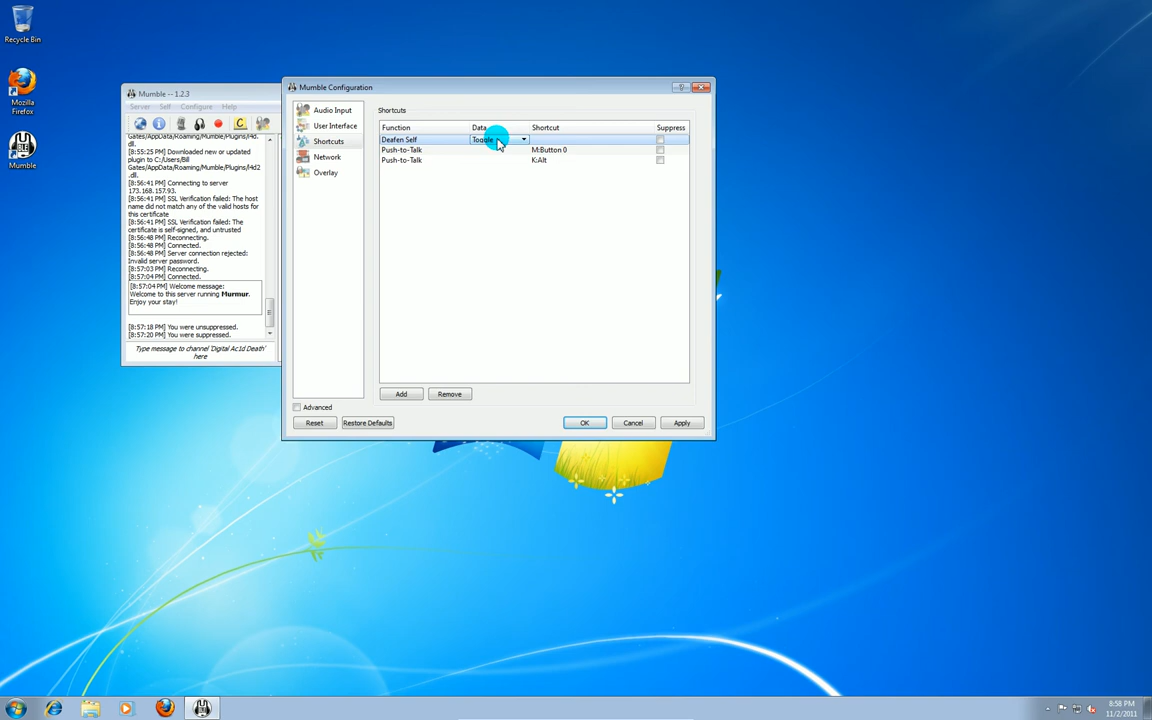 Recycle Bin
Mozilla
Firefox
Mumble
Mumble -- 1.2.3
Server Self Configure Help
Gates/AppData/Roaming/Mumble/Plugins/l4d.
dll.
[8:55:25 PM] Downloaded new or updated
plugin to C:/Users/Bill
Gates/AppData/Roaming/Mumble/Plugins/l4d2
.dll.
[8:56:41 PM] Connecting to server
173.168.157.93.
[8:56:41 PM] SSL Verification failed: The host
name did not match any of the valid hosts for
this certificate
[8:56:41 PM] SSL Verification failed: The
certificate is self-signed, and untrusted
[8:56:48 PM] Reconnecting.
[8:56:48 PM] Connected.
[8:56:48 PM] Server connection rejected:
Invalid server password.
[8:57:03 PM] Reconnecting.
[8:57:04 PM] Connected.
[8:57:04 PM] Welcome message:
Welcome to this server running Murmur.
Enjoy your stay!
[8:57:18 PM] You were unsuppressed.
[8:57:20 PM] You were suppressed.
Type message to channel 'Digital Ac1d Death'
here
Mumble Configuration
Audio Input
User Interface
Shortcuts
Network
Overlay
Shortcuts
Function Data Shortcut Suppress
Deafen Self Toggle
Push-to-Talk M:Button 0
Push-to-Talk K:Alt
Add Remove
Advanced
Reset Restore Defaults OK Cancel Apply
8:58 PM
11/2/2011